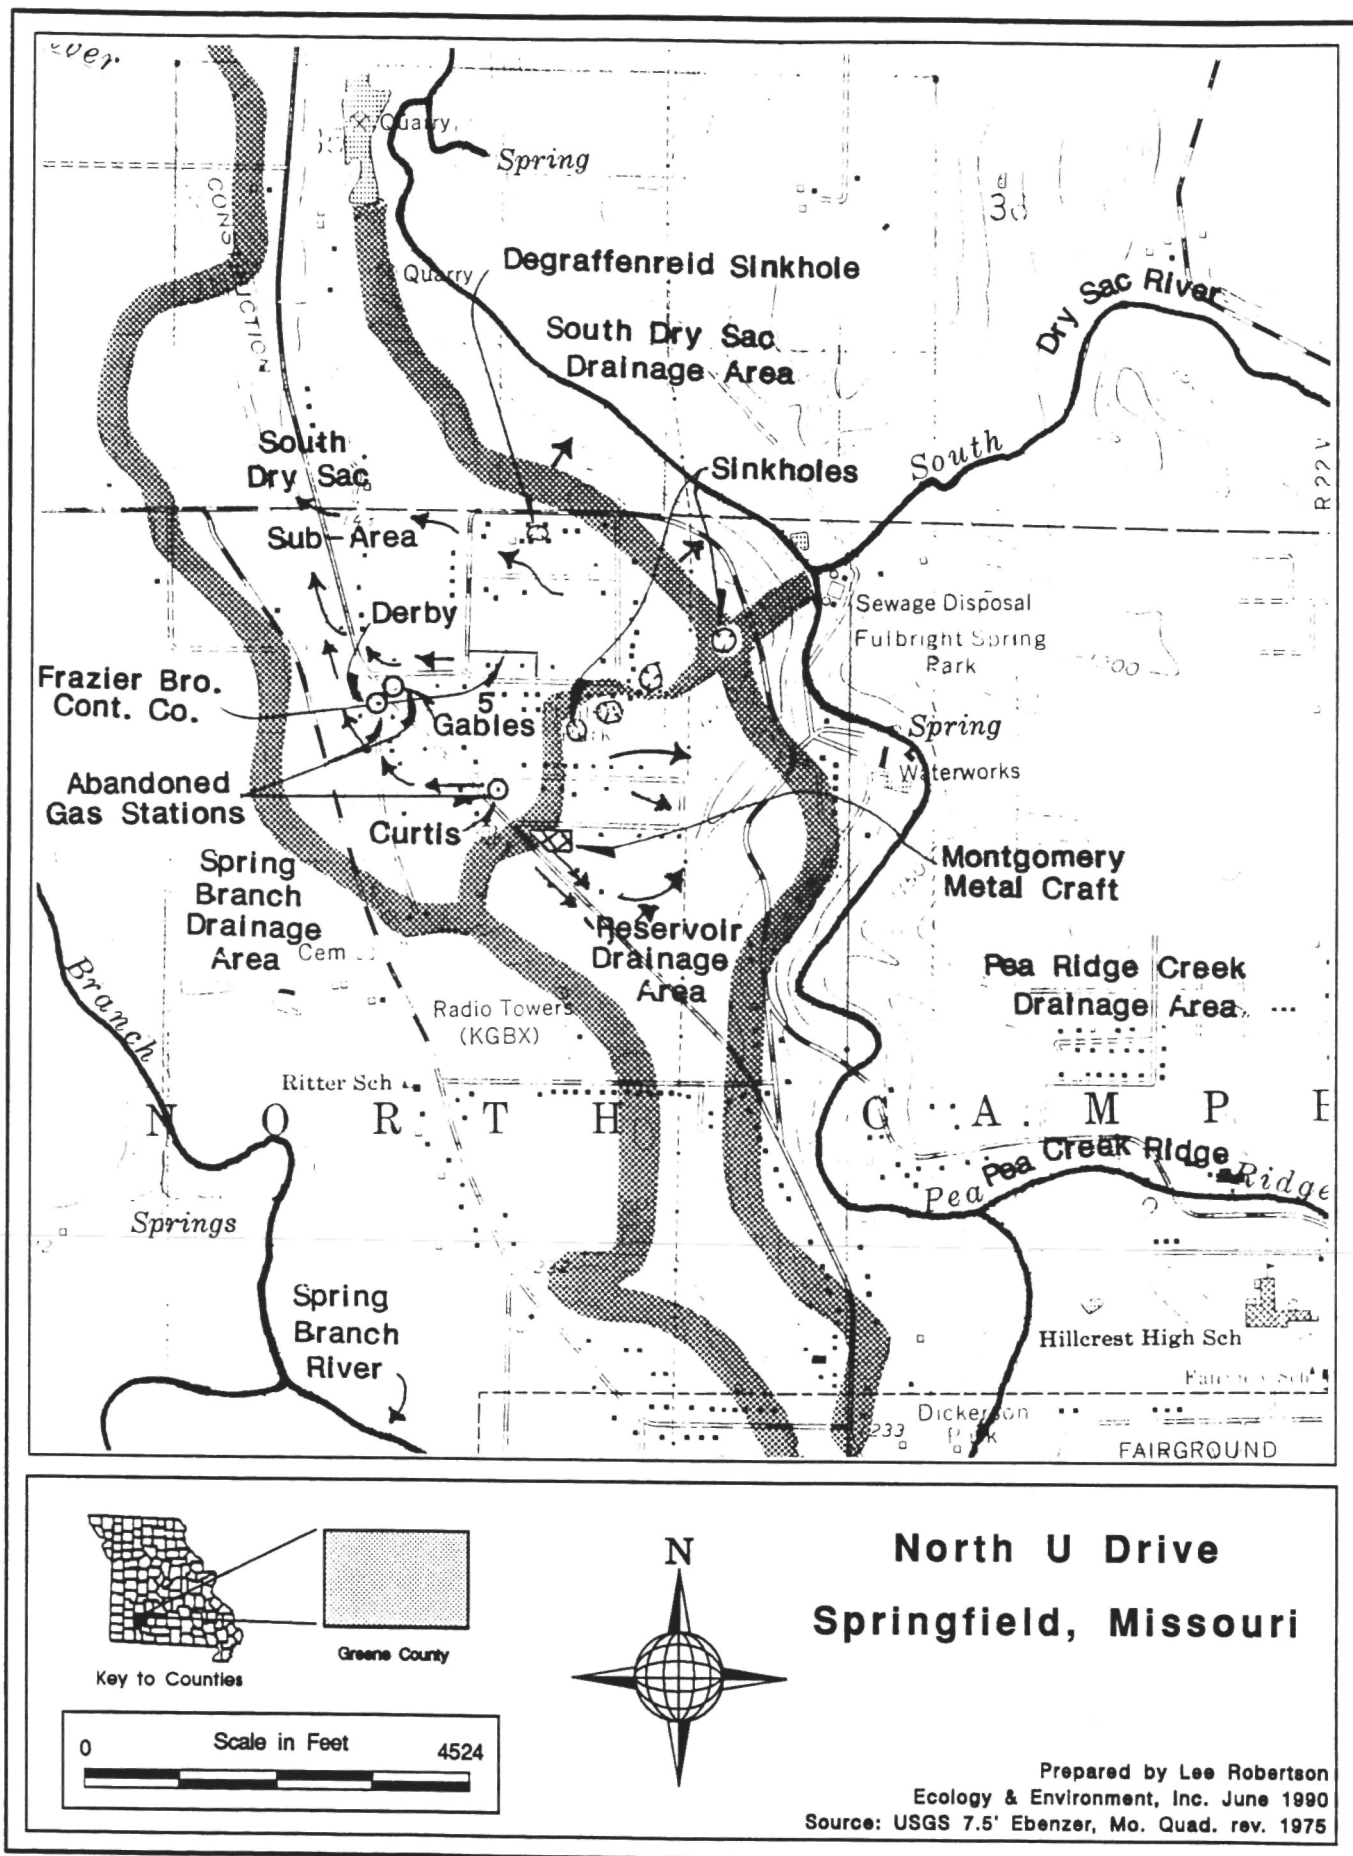 Quarry
Spring
Degraffenreid Sinkhole
Quarry
South Dry Sac
Drainage Area
Dry Sac River
CONSTRUCTION
South
Dry Sac
Sub-Area
Sinkholes
South
R 22 W
Sewage Disposal
Fulbright Spring
Park
Derby
Frazier Bro.
Cont. Co.
5
Gables
Spring
Waterworks
Abandoned
Gas Stations
Curtis
Montgomery
Metal Craft
Spring
Branch
Drainage
Area
Cem
Reservoir
Drainage
Area
Pea Ridge Creek
Drainage Area
Branch
Radio Towers
(KGBX)
Ritter Sch
N O R T H C A M P
Pea Creek Ridge
Pea Ridge
Springs
Spring
Branch
River
Hillcrest High Sch
Dickerson
Park
233
FAIRGROUND
Key to Counties
Greene County
N
North U Drive
Springfield, Missouri
Scale in Feet
0 4524
Prepared by Lee Robertson
Ecology & Environment, Inc. June 1990
Source: USGS 7.5' Ebenzer, Mo. Quad. rev. 1975